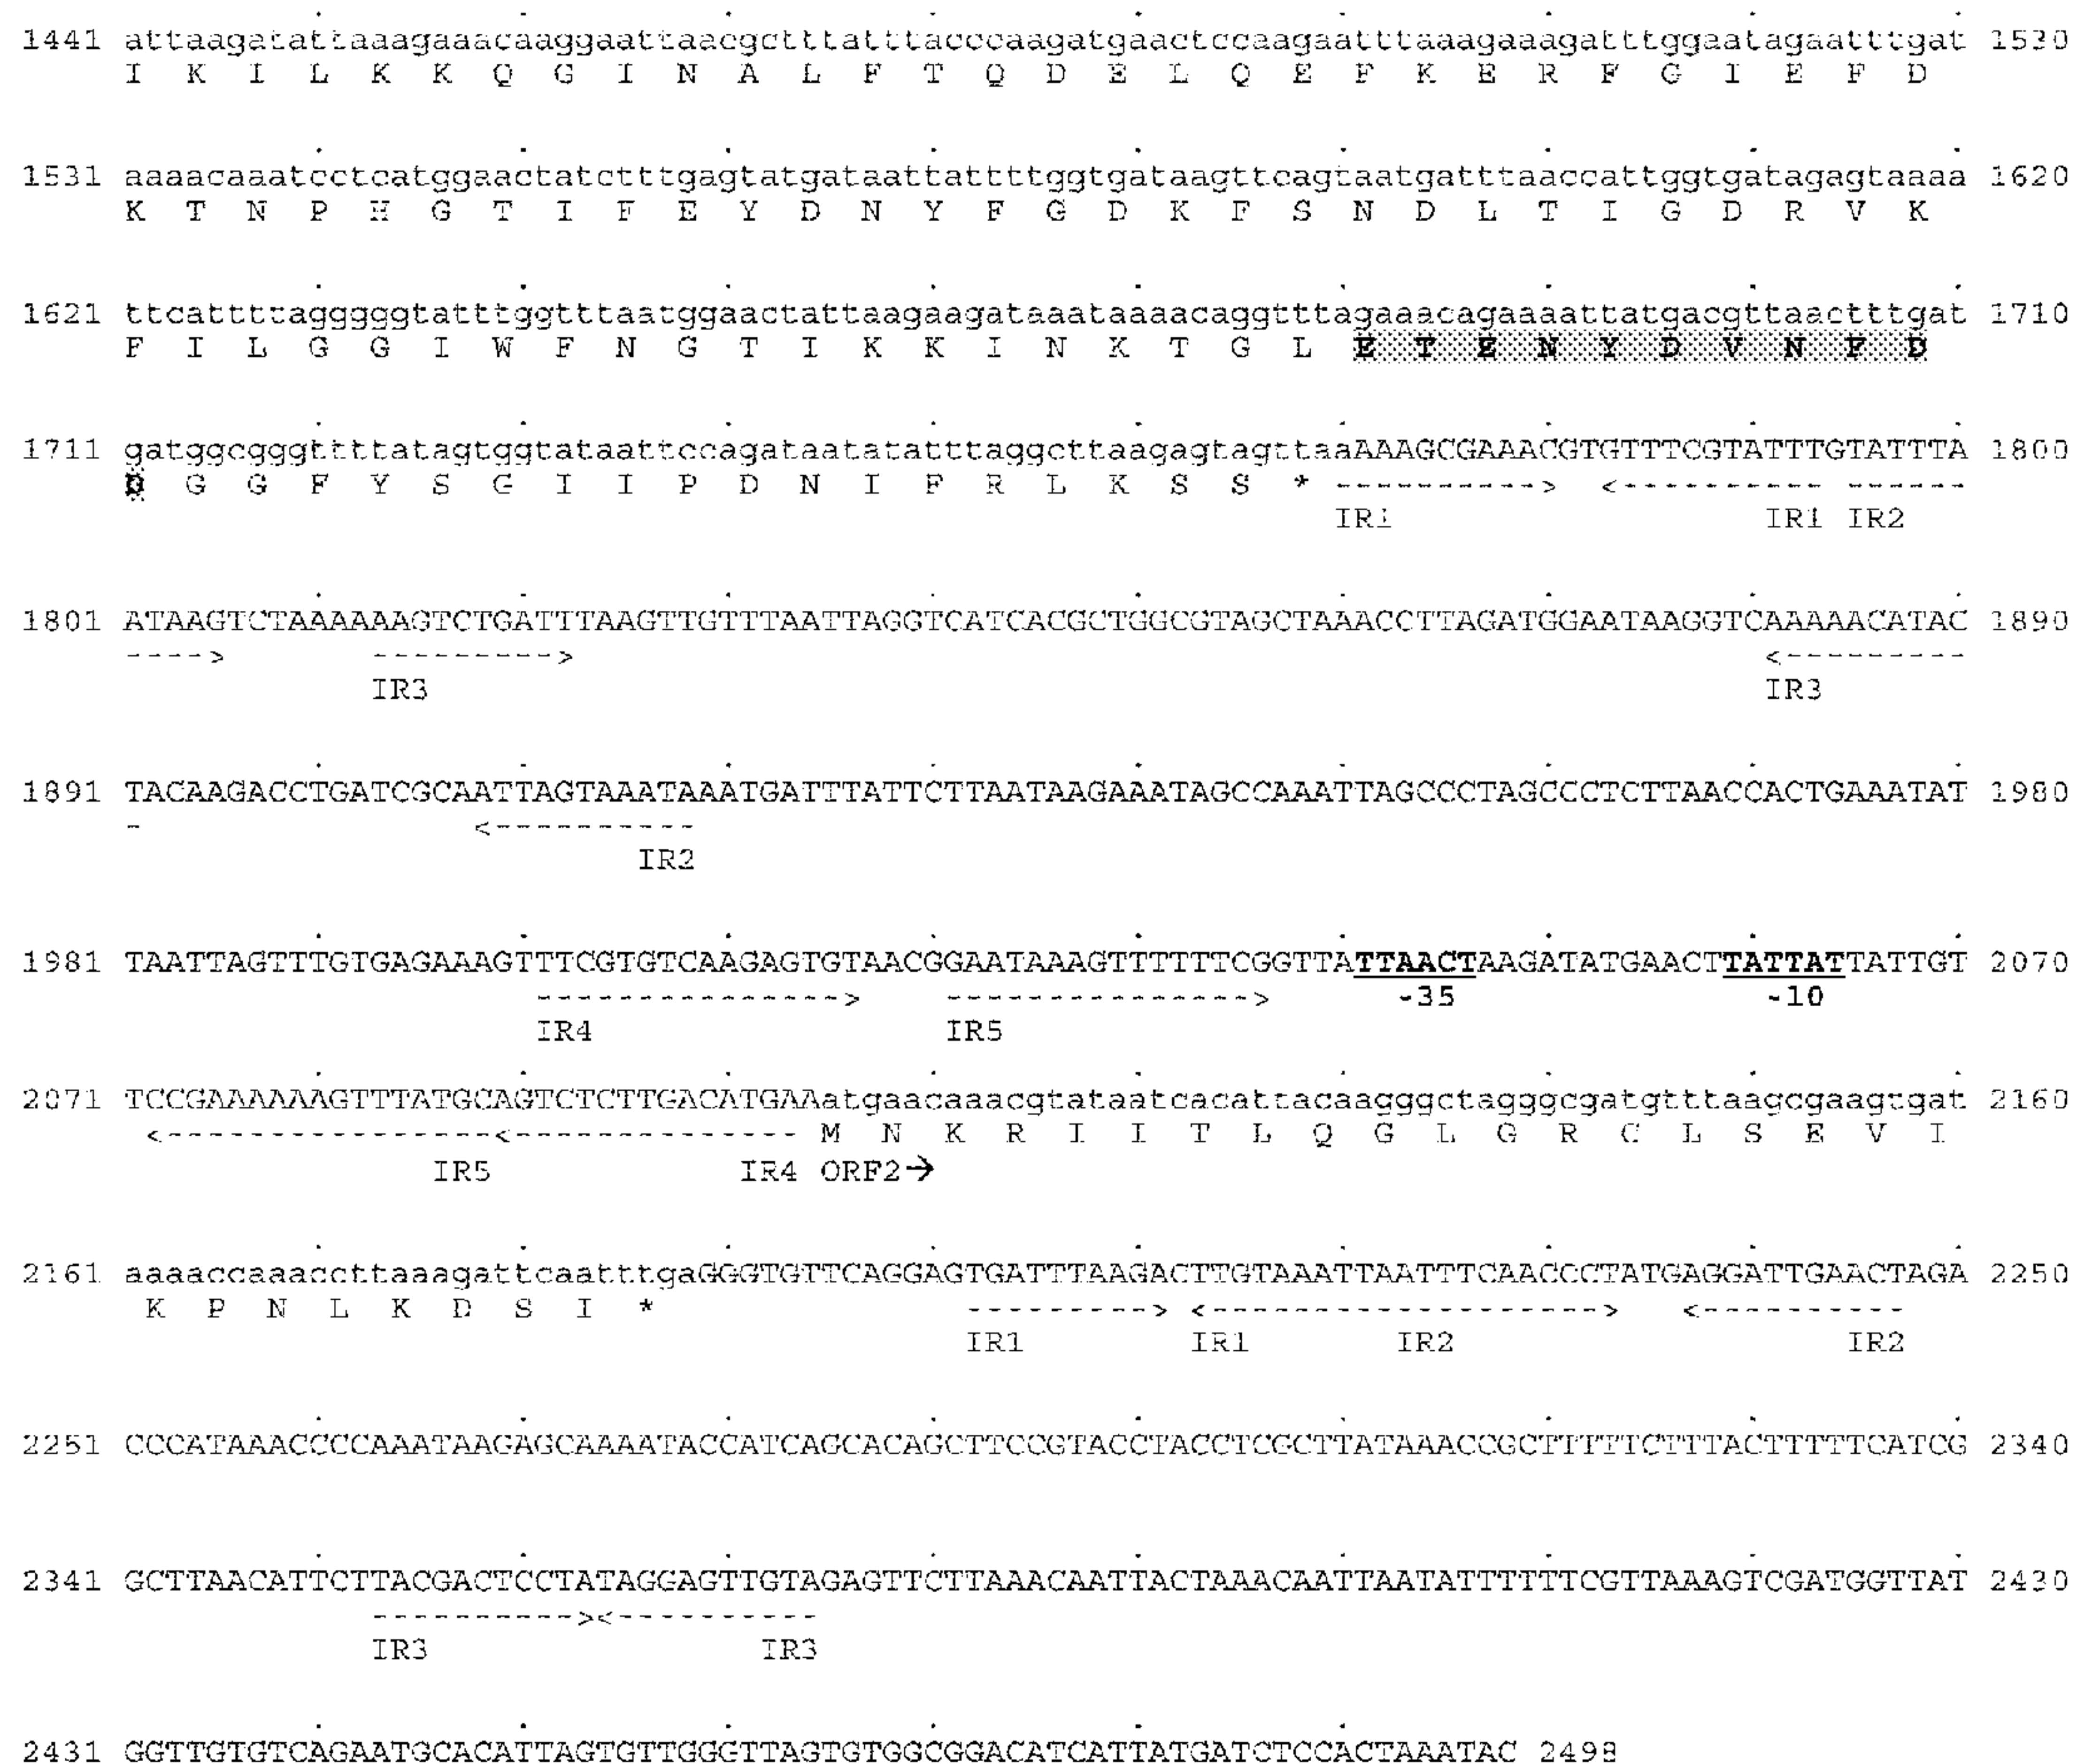 1441 attaagatattaaagaaacaaggaattaacgctttatttacccaagatgaactccaagaatttaaagaaagatttggaatagaatttgat 1530
I K I L K K Q G I N A L F T Q D E L Q E F K E R F G I E F D
1531 aaaacaaatcctcatggaactatctttgagtatgataattattttggtgataagttcagtaatgatttaaccattggtgatagagtaaaa 1620
K T N P H G T I F E Y D N Y F G D K F S N D L T I G D R V K
1621 ttcattttagggggtatttggtttaatggaactattaagaagataaataaaacaggtttagaaacagaaaattatgacgttaactttgat 1710
F I L G G I W F N G T I K K I N K T G L E T E N Y D V N F D
1711 gatggcgggttttatagtggtataattccagataatatatttaggcttaagagtagttaaAAAGCGAAACGTGTTTCGTATTTGTATTTA 1800
D G G F Y S G I I P D N I F R L K S S * ----------> <---------- ------
IR1 IR1 IR2
1801 ATAAGTCTAAAAAAGTCTGATTTAAGTTGTTTAATTAGGTCATCACGCTGGCGTAGCTAAACCTTAGATGGAATAAGGTCAAAAACATAC 1890
----> ---------> <---------
IR3 IR3
1891 TACAAGACCTGATCGCAATTAGTAAATAAATGATTTATTCTTAATAAGAAATAGCCAAATTAGCCCTAGCCCTCTTAACCACTGAAATAT 1980
- <----------
IR2
1981 TAATTAGTTTGTGAGAAAGTTTCGTGTCAAGAGTGTAACGGAATAAAGTTTTTTCGGTTATTAACTAAGATATGAACTTATTATTATTGT 2070
---------------> ---------------> -35 -10
IR4 IR5
2071 TCCGAAAAAAGTTTATGCAGTCTCTTGACATGAAatgaacaaacgtataatcacattacaagggctagggcgatgtttaagcgaagtgat 2160
<----------------<-------------- M N K R I I T L Q G L G R C L S E V I
IR5 IR4 ORF2→
2161 aaaaccaaaccttaaagattcaatttgaGGGTGTTCAGGAGTGATTTAAGACTTGTAAATTAATTTCAACCCTATGAGGATTGAACTAGA 2250
K P N L K D S I * ---------> <-------------------> <----------
IR1 IR1 IR2 IR2
2251 CCCATAAACCCCAAATAAGAGCAAAATACCATCAGCACAGCTTCCGTACCTACCTCGCTTATAAACCGCTTTTTCTTTACTTTTTCATCG 2340
2341 GCTTAACATTCTTACGACTCCTATAGGAGTTGTAGAGTTCTTAAACAATTACTAAACAATTAATATTTTTTCGTTAAAGTCGATGGTTAT 2430
----------><----------
IR3 IR3
2431 GGTTGTGTCAGAATGCACATTAGTGTTGGGTTAGTGTGGCGGACATCATTATGATCTCCACTAAATAC 2498